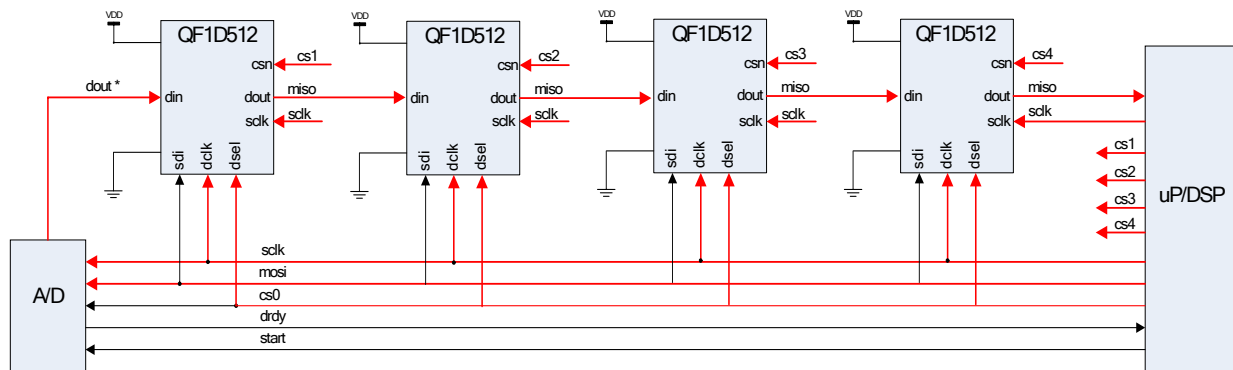 VDD VDD VDD VDD
QF1D512 QF1D512 QF1D512 QF1D512
csn cs1 csn cs2 csn cs3 csn cs4
dout * din dout miso din dout miso din dout miso din dout miso
sclk sclk sclk sclk sclk sclk sclk sclk
sdi dclk dsel sdi dclk dsel sdi dclk dsel sdi dclk dsel
cs1
cs2
cs3
cs4
uP/DSP
A/D
sclk
mosi
cs0
drdy
start